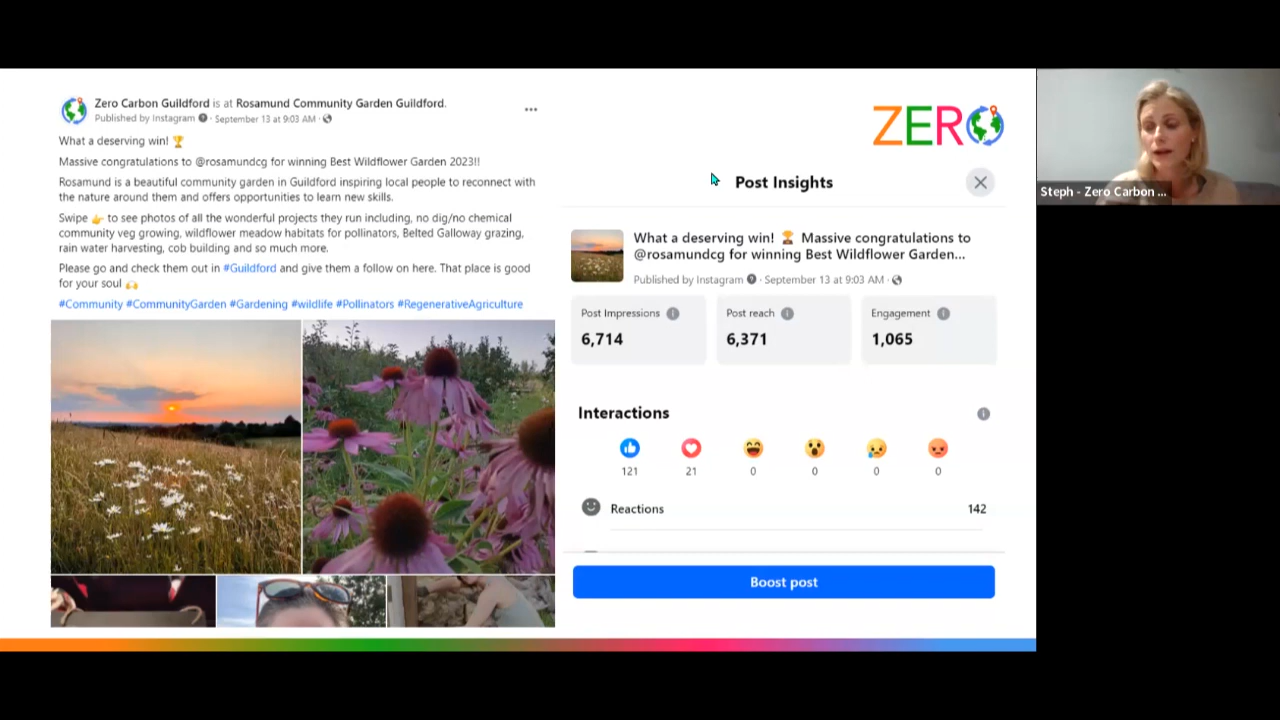 Zero Carbon Guildford is at Rosamund Community Garden Guildford.
Published by Instagram · September 13 at 9:03 AM ·
What a deserving win! 🏆
Massive congratulations to @rosamundcg for winning Best Wildflower Garden 2023!!
Rosamund is a beautiful community garden in Guildford inspiring local people to reconnect with
the nature around them and offers opportunities to learn new skills.
Swipe 👉 to see photos of all the wonderful projects they run including, no dig/no chemical
community veg growing, wildflower meadow habitats for pollinators, Belted Galloway grazing,
rain water harvesting, cob building and so much more.
Please go and check them out in #Guildford and give them a follow on here. That place is good
for your soul 🙌
#Community #CommunityGarden #Gardening #wildlife #Pollinators #RegenerativeAgriculture
ZERO
Post Insights
What a deserving win! 🏆 Massive congratulations to
@rosamundcg for winning Best Wildflower Garden...
Published by Instagram · September 13 at 9:03 AM ·
Post Impressions
6,714
Post reach
6,371
Engagement
1,065
Interactions
121 21 0 0 0 0
Reactions 142
Boost post
Steph - Zero Carbon ...